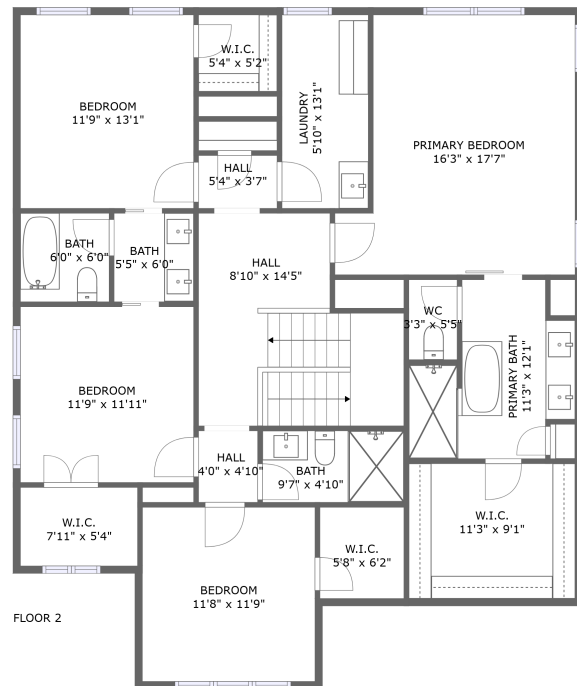 W.I.C.
5'4" x 5'2"
BEDROOM
11'9" x 13'1"
LAUNDRY
5'10" x 13'1"
PRIMARY BEDROOM
16'3" x 17'7"
HALL
5'4" x 3'7"
BATH
6'0" x 6'0"
BATH
5'5" x 6'0"
HALL
8'10" x 14'5"
WC
3'3" x 5'5"
PRIMARY BATH
11'3" x 12'1"
BEDROOM
11'9" x 11'11"
HALL
4'0" x 4'10"
BATH
9'7" x 4'10"
W.I.C.
7'11" x 5'4"
W.I.C.
11'3" x 9'1"
W.I.C.
5'8" x 6'2"
BEDROOM
11'8" x 11'9"
FLOOR 2